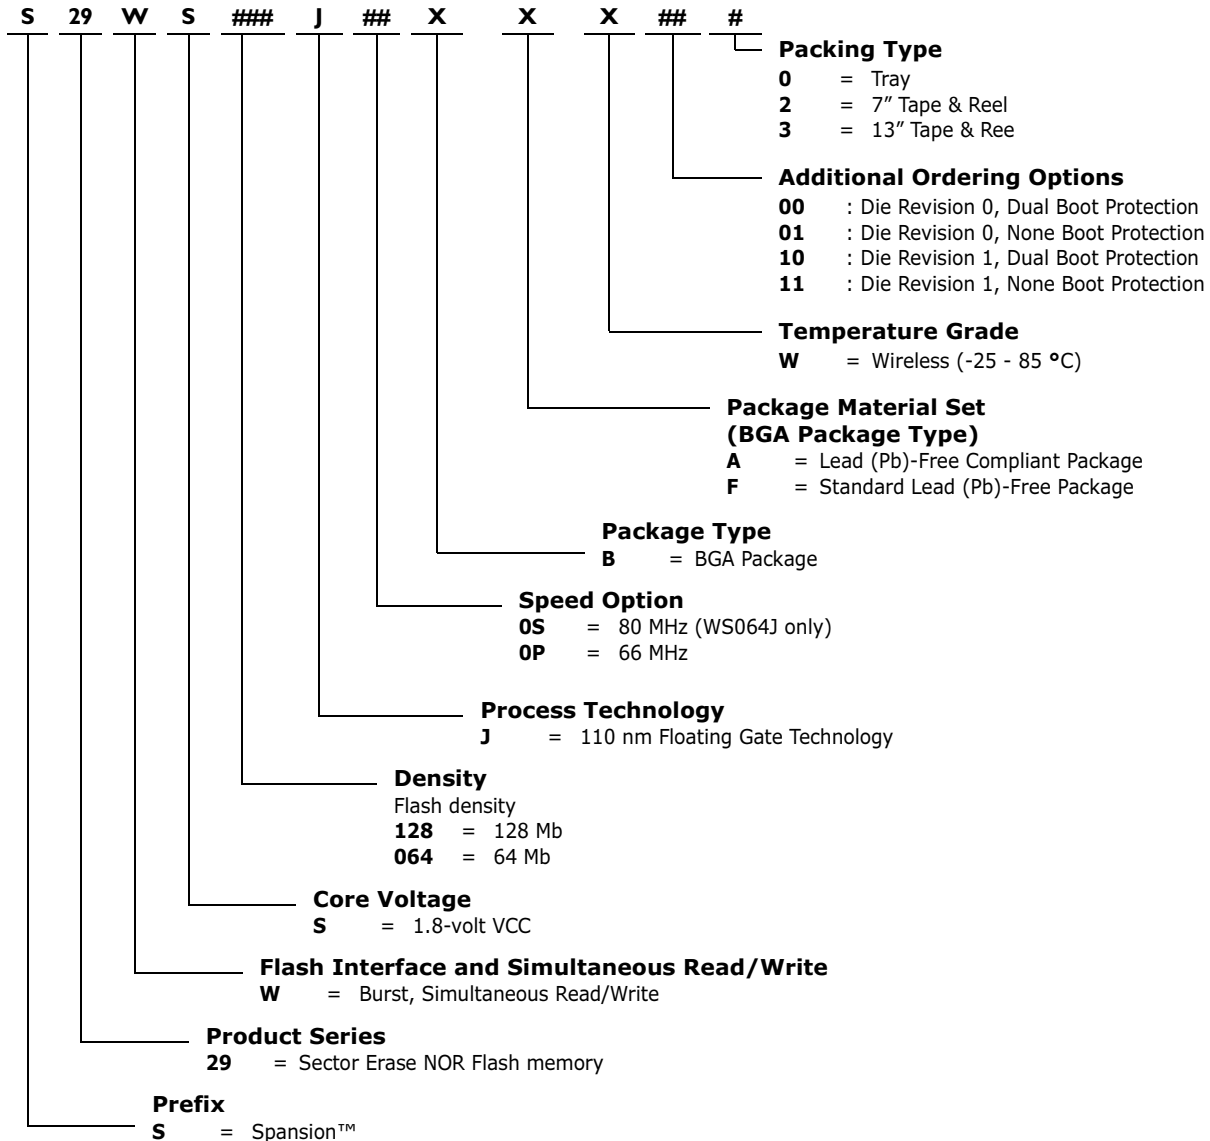 S 29 W S ### J ## X X X ## #
Packing Type
0 = Tray
2 = 7” Tape & Reel
3 = 13” Tape & Ree
Additional Ordering Options
00 : Die Revision 0, Dual Boot Protection
01 : Die Revision 0, None Boot Protection
10 : Die Revision 1, Dual Boot Protection
11 : Die Revision 1, None Boot Protection
Temperature Grade
W = Wireless (-25 - 85 °C)
Package Material Set
(BGA Package Type)
A = Lead (Pb)-Free Compliant Package
F = Standard Lead (Pb)-Free Package
Package Type
B = BGA Package
Speed Option
0S = 80 MHz (WS064J only)
0P = 66 MHz
Process Technology
J = 110 nm Floating Gate Technology
Density
Flash density
128 = 128 Mb
064 = 64 Mb
Core Voltage
S = 1.8-volt VCC
Flash Interface and Simultaneous Read/Write
W = Burst, Simultaneous Read/Write
Product Series
29 = Sector Erase NOR Flash memory
Prefix
S = Spansion™